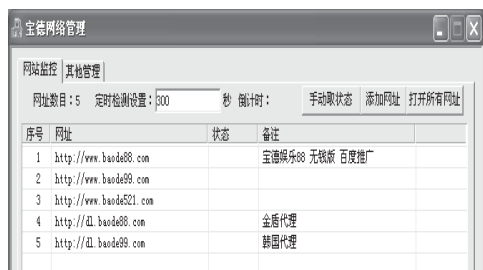 宝德网络管理
网站监控 其他管理
网址数目:5 定时检测设置:300 秒 倒计时: 手动取状态 添加网址 打开所有网址
序号 网址 状态 备注
1 http://www.baode88.com 宝德娱乐88 无钱版 百度推广
2 http://www.baode99.com
3 http://www.baode521.com
4 http://dl.baode88.com 金盾代理
5 http://dl.baode99.com 韩国代理